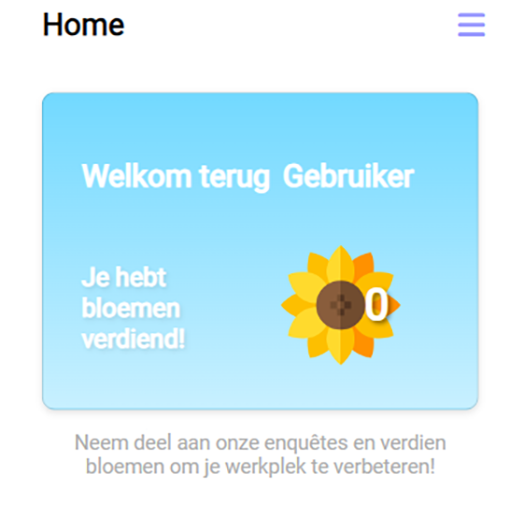 Home
Welkom terug Gebruiker
Je hebt
bloemen
verdiend!
0
Neem deel aan onze enquêtes en verdien
bloemen om je werkplek te verbeteren!